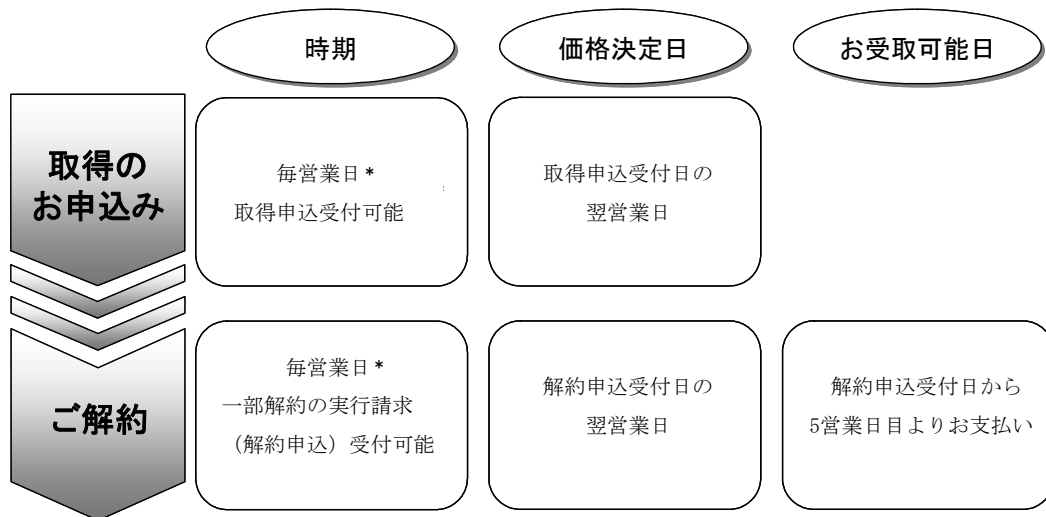 時期
価格決定日
お受取可能日
取得の
お申込み
毎営業日*
取得申込受付可能
取得申込受付日の
翌営業日
ご解約
毎営業日*
一部解約の実行請求
（解約申込）受付可能
解約申込受付日の
翌営業日
解約申込受付日から
5営業日目よりお支払い